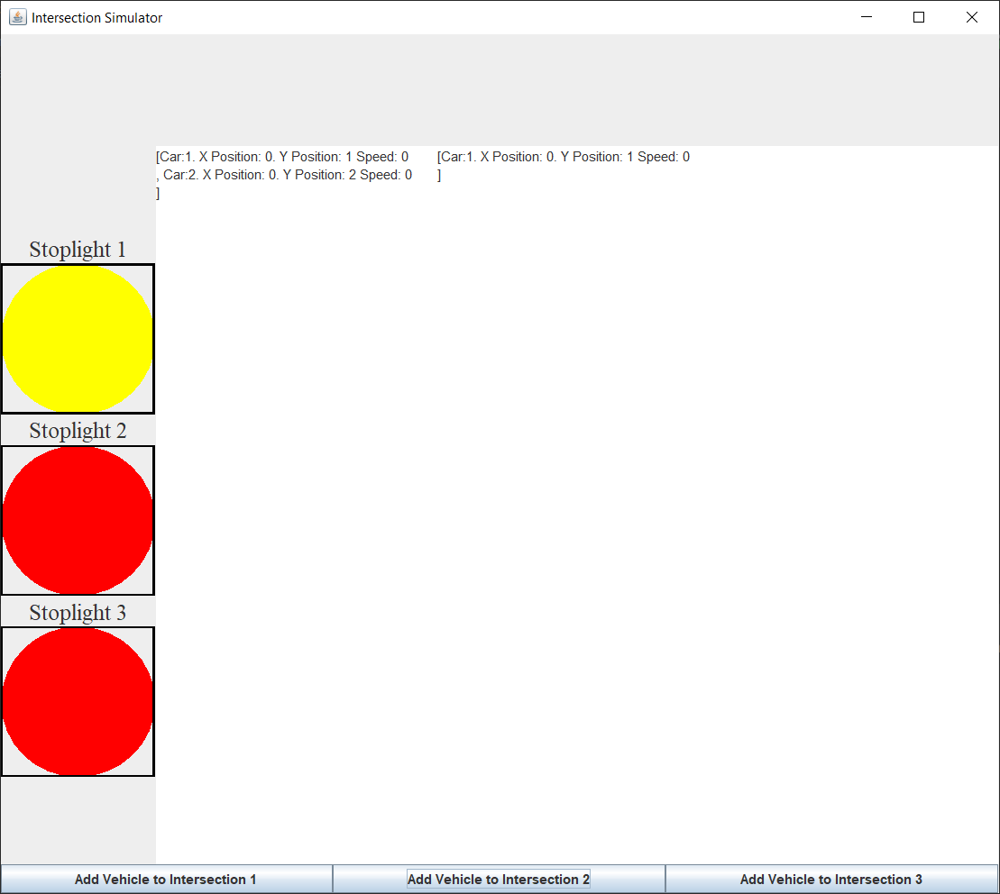 Intersection Simulator
[Car:1. X Position: 0. Y Position: 1 Speed: 0
, Car:2. X Position: 0. Y Position: 2 Speed: 0
]
[Car:1. X Position: 0. Y Position: 1 Speed: 0
]
Stoplight 1
Stoplight 2
Stoplight 3
Add Vehicle to Intersection 1
Add Vehicle to Intersection 2
Add Vehicle to Intersection 3